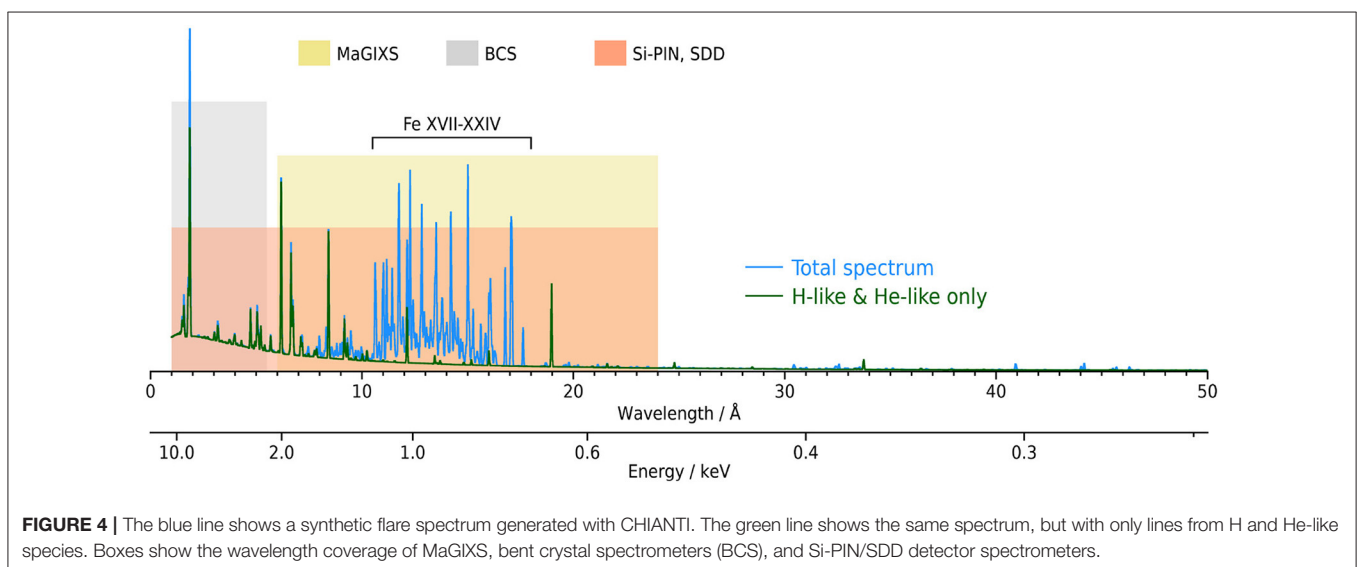 MaGIXS BCS Si-PIN, SDD
Fe XVII-XXIV
Total spectrum
H-like & He-like only
0 10 20 30 40 50
Wavelength / Å
10.0 2.0 1.0 0.6 0.4 0.3
Energy / keV
FIGURE 4 | The blue line shows a synthetic flare spectrum generated with CHIANTI. The green line shows the same spectrum, but with only lines from H and He-like
species. Boxes show the wavelength coverage of MaGIXS, bent crystal spectrometers (BCS), and Si-PIN/SDD detector spectrometers.